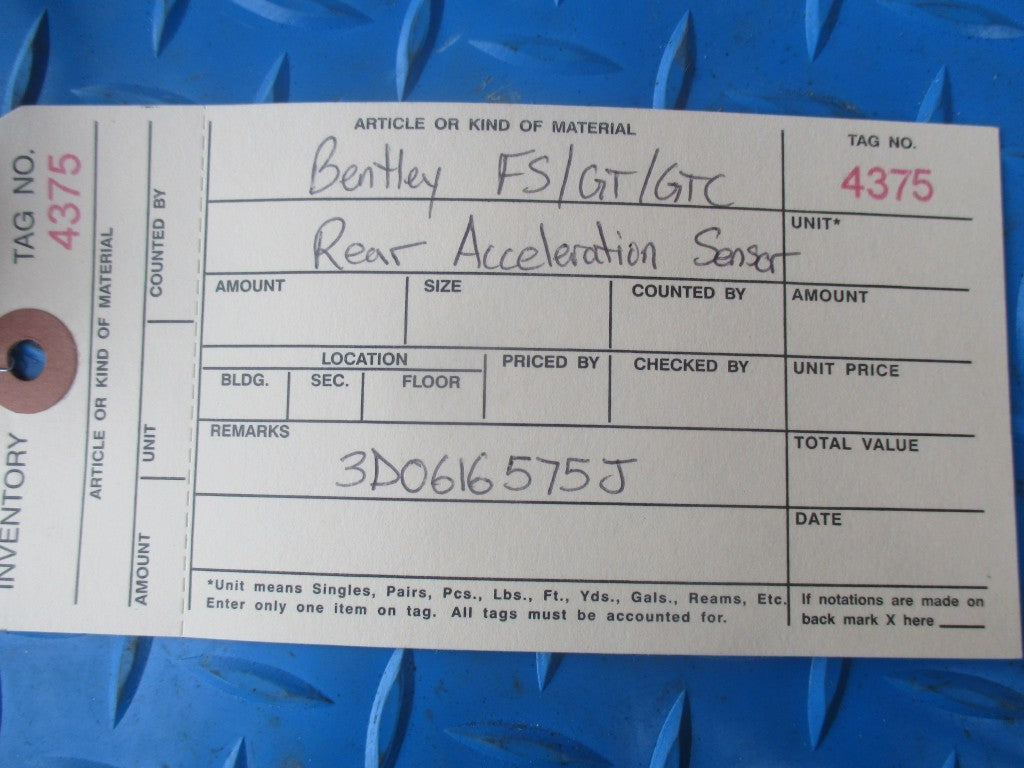 INVENTORY
TAG NO.
4375
ARTICLE OR KIND OF MATERIAL
AMOUNT
UNIT
COUNTED BY
ARTICLE OR KIND OF MATERIAL
Bentley FS/GT/GTC
TAG NO.
4375
Rear Acceleration Sensor
UNIT*
AMOUNT
SIZE
COUNTED BY
AMOUNT
LOCATION
BLDG.
SEC.
FLOOR
PRICED BY
CHECKED BY
UNIT PRICE
REMARKS
3D0616575J
TOTAL VALUE
DATE
*Unit means Singles, Pairs, Pcs., Lbs., Ft., Yds., Gals., Reams, Etc.
Enter only one item on tag. All tags must be accounted for.
If notations are made on
back mark X here